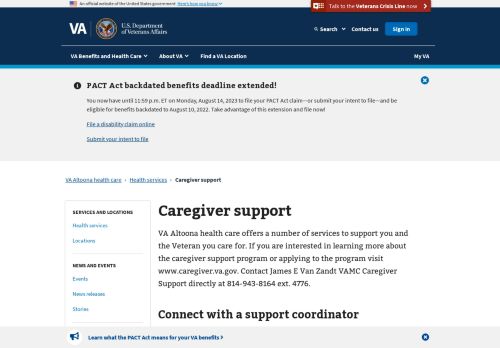 An official website of the United States government Here's how you know
Talk to the Veterans Crisis Line now
VA
U.S. Department
of Veterans Affairs
Search
Contact us
Sign in
VA Benefits and Health Care
About VA
Find a VA Location
My VA
PACT Act backdated benefits deadline extended!
You now have until 11:59 p.m. ET on Monday, August 14, 2023 to file your PACT Act claim—or submit your intent to file—and
be eligible for benefits backdated to August 10, 2022. Take advantage of this extension and file now!
File a disability claim online
Submit your intent to file
VA Altoona health care › Health services › Caregiver support
SERVICES AND LOCATIONS
Health services
Locations
NEWS AND EVENTS
Events
News releases
Stories
Caregiver support
VA Altoona health care offers a number of services to support you and
the Veteran you care for. If you are interested in learning more about
the caregiver support program or applying to the program visit
www.caregiver.va.gov. Contact James E Van Zandt VAMC Caregiver
Support directly at 814-943-8164 ext. 4776.
Connect with a support coordinator
Learn what the PACT Act means for your VA benefits